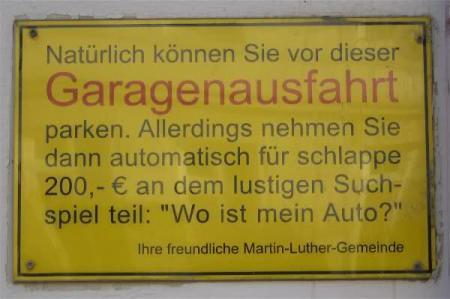 Natürlich können Sie vor dieser
Garagenausfahrt
parken. Allerdings nehmen Sie
dann automatisch für schlappe
200,- € an dem lustigen Such-
spiel teil: "Wo ist mein Auto?"
Ihre freundliche Martin-Luther-Gemeinde